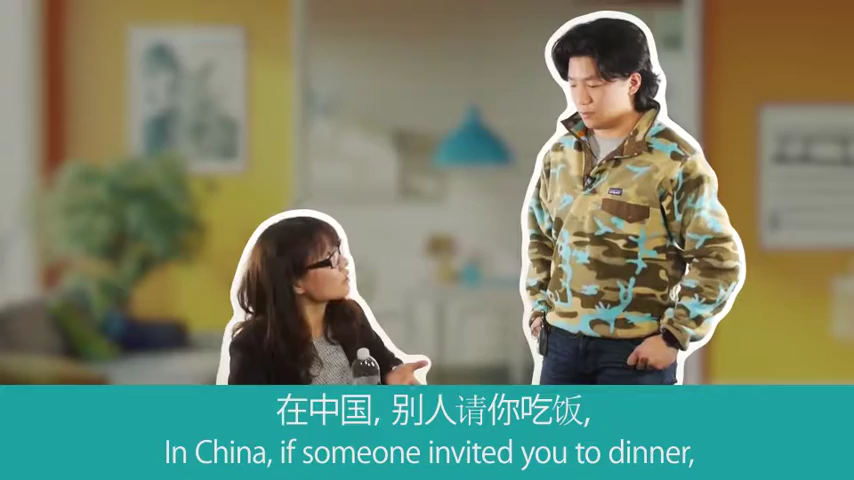 在中国, 别人请你吃饭,
In China, if someone invited you to dinner,